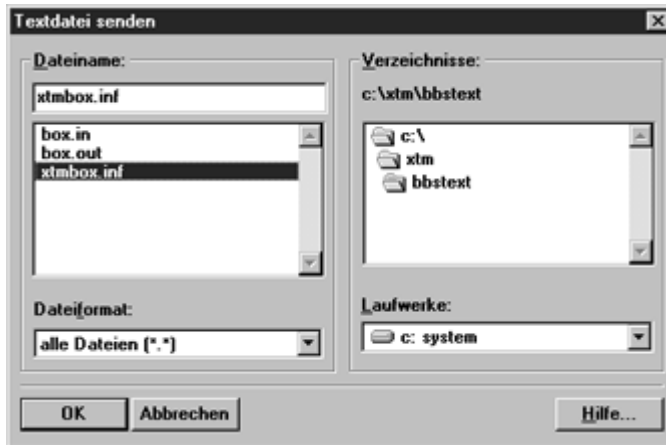 Textdatei senden
Dateiname:
xtmbox.inf
box.in
box.out
xtmbox.inf
Dateiformat:
alle Dateien (*.*)
Verzeichnisse:
c:\xtm\bbstext
c:\
xtm
bbstext
Laufwerke:
c: system
OK
Abbrechen
Hilfe...